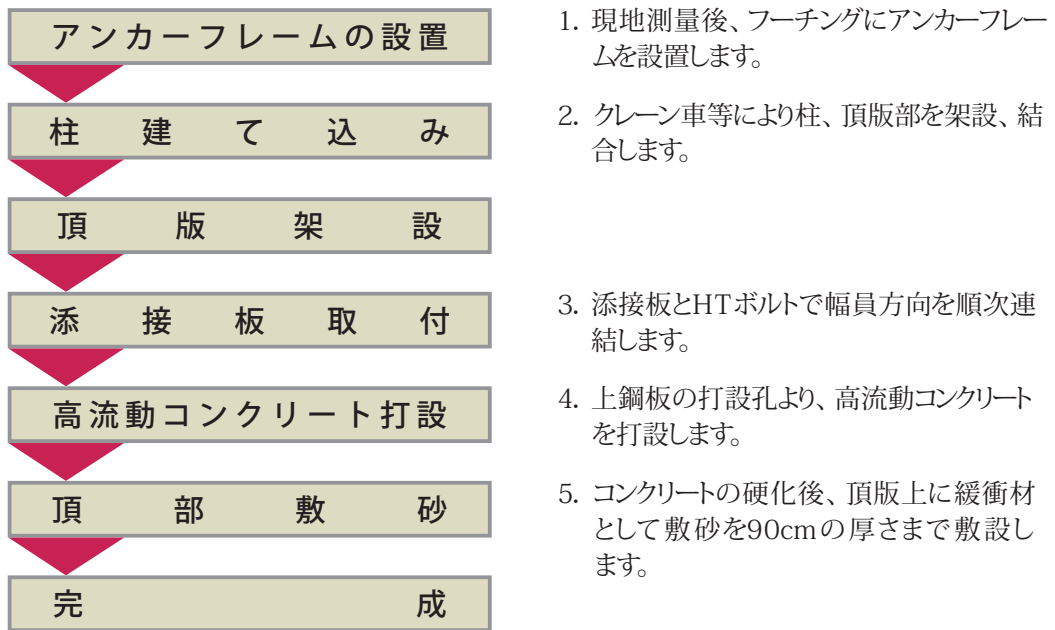 アンカーフレームの設置
柱建て込み
頂版架設
添接板取付
高流動コンクリート打設
頂部敷砂
完成
1. 現地測量後、フーチングにアンカーフレー
ムを設置します。
2. クレーン車等により柱、頂版部を架設、結
合します。
3. 添接板とHTボルトで幅員方向を順次連
結します。
4. 上鋼板の打設孔より、高流動コンクリート
を打設します。
5. コンクリートの硬化後、頂版上に緩衝材
として敷砂を90cmの厚さまで敷設し
ます。